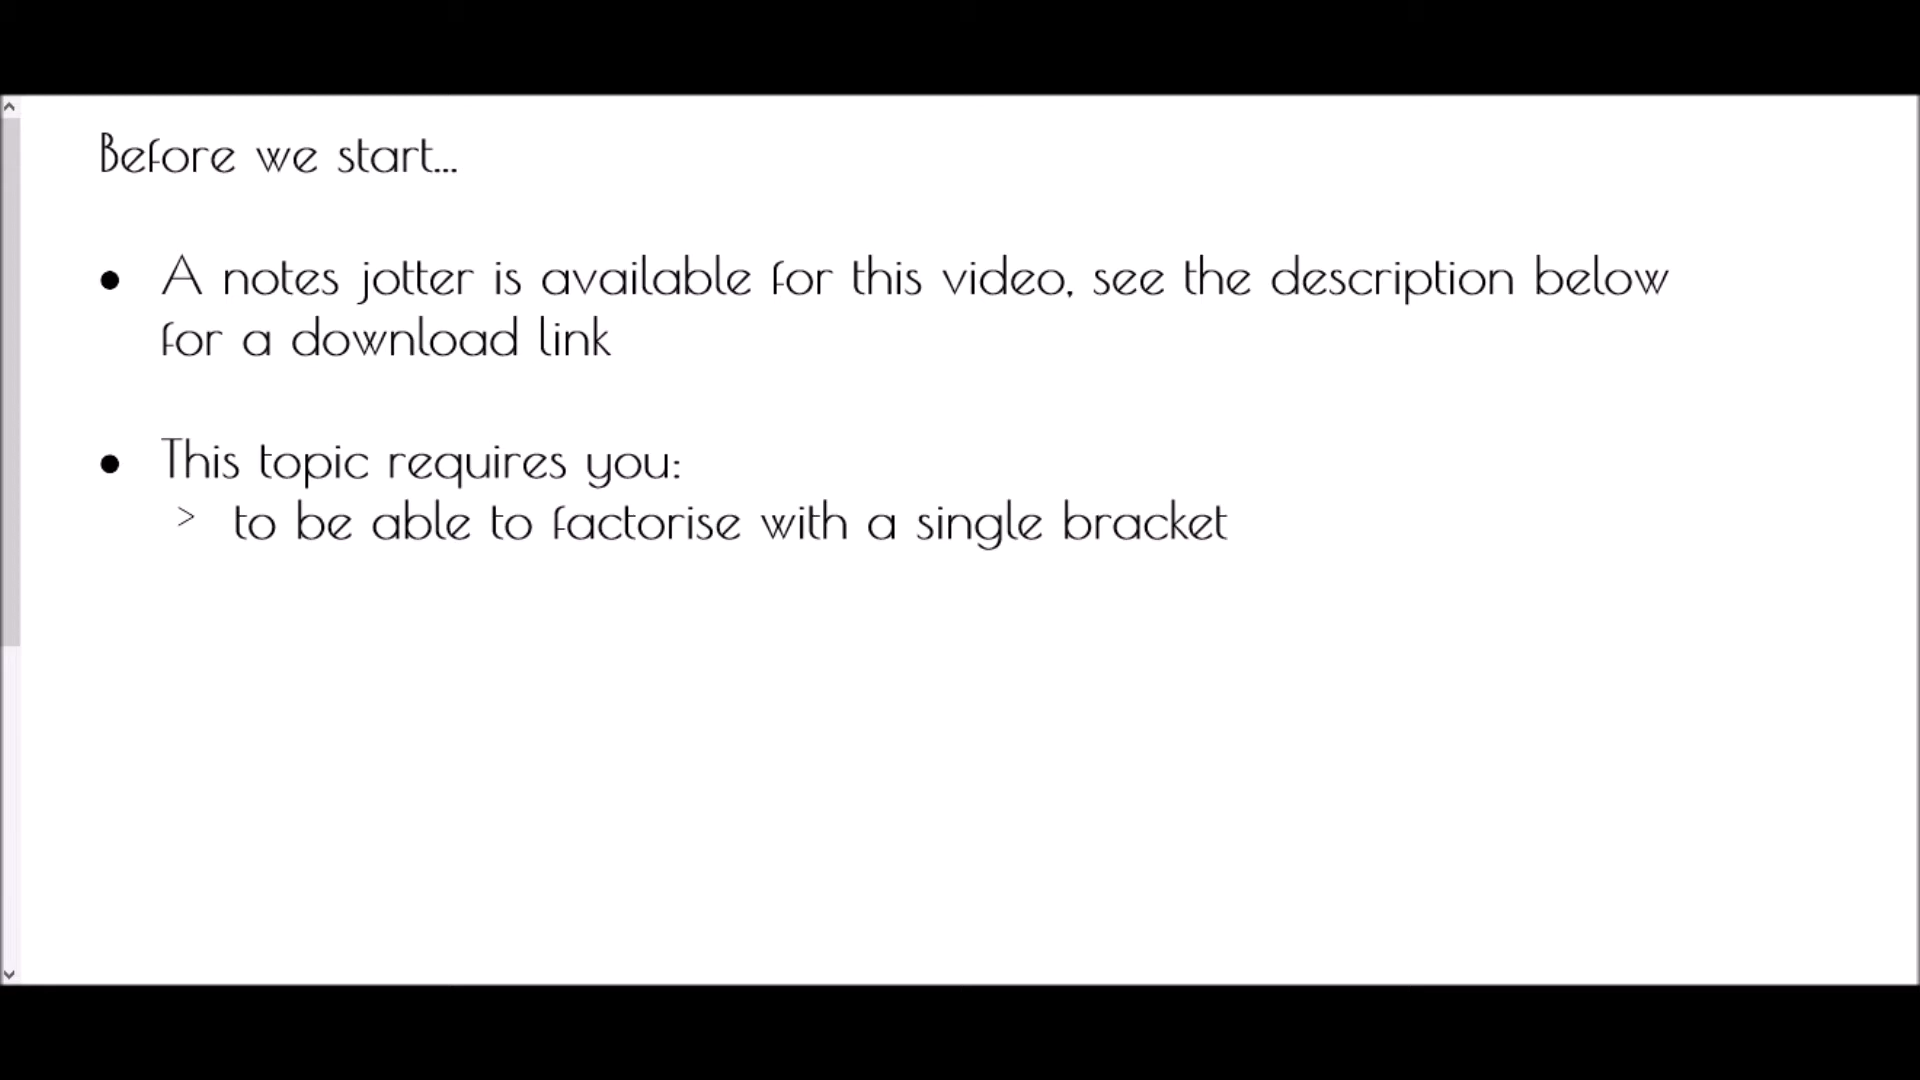 Before we start...
● A notes jotter is available for this video, see the description below
for a download link
● This topic requires you:
> to be able to factorise with a single bracket